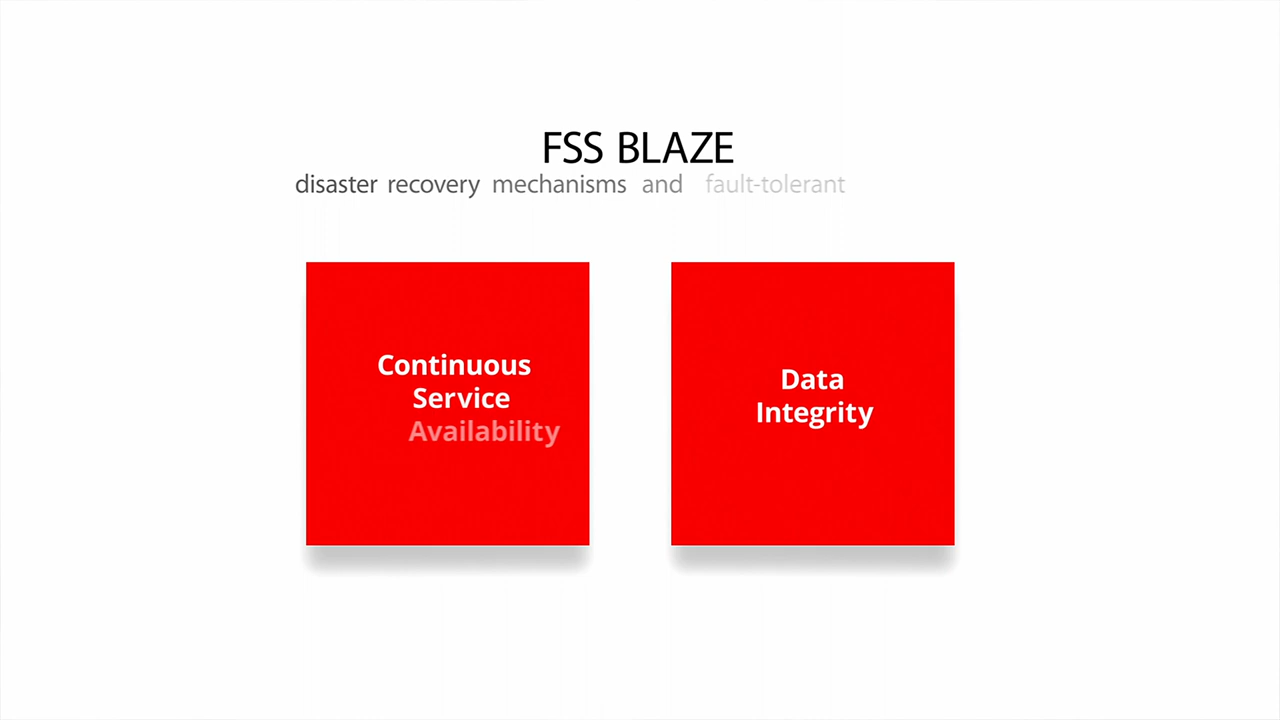 FSS BLAZE
disaster recovery mechanisms and fault-tolerant
Continuous
Service
Availability
Data
Integrity